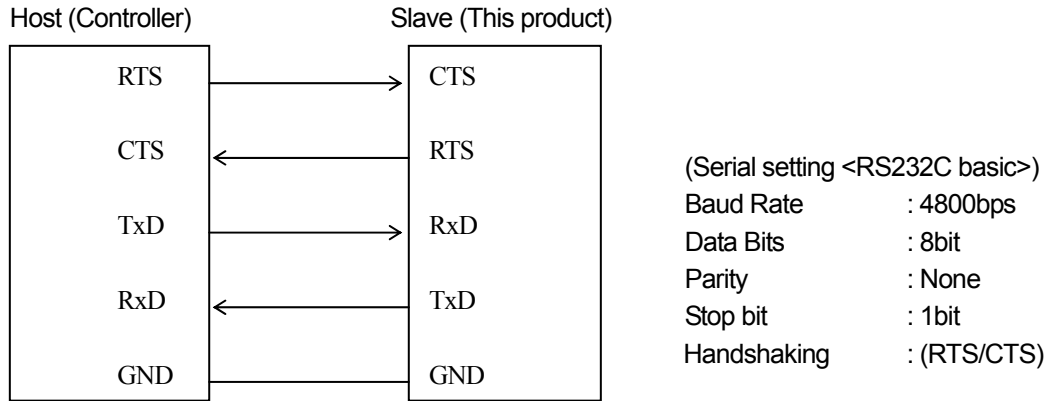 Host (Controller) Slave (This product)
RTS CTS
CTS RTS
TxD RxD
RxD TxD
GND GND
(Serial setting <RS232C basic>)
Baud Rate : 4800bps
Data Bits : 8bit
Parity : None
Stop bit : 1bit
Handshaking : (RTS/CTS)